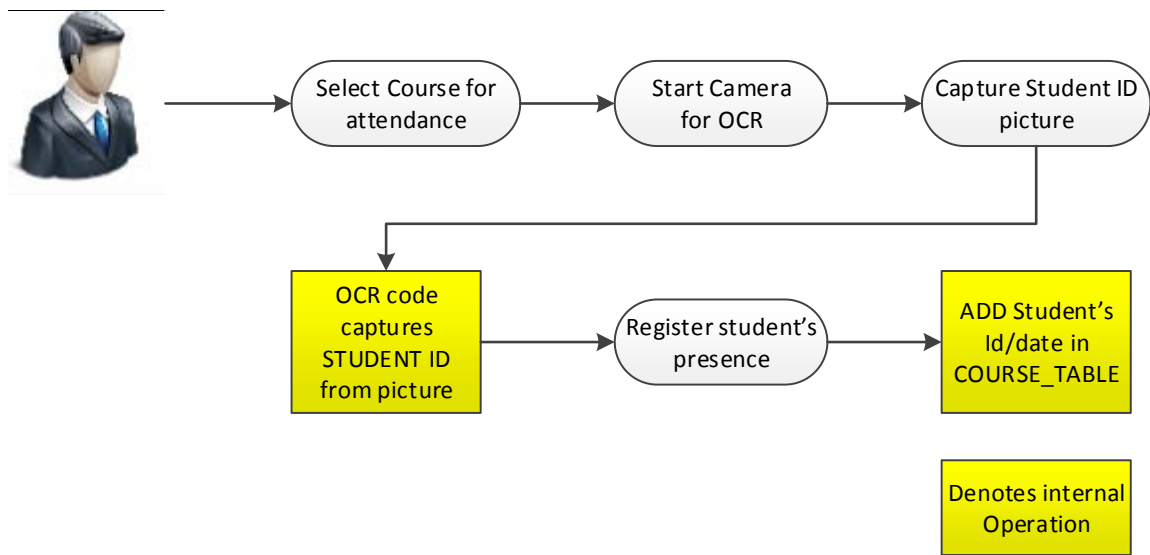 Select Course for
attendance
Start Camera
for OCR
Capture Student ID
picture
OCR code
captures
STUDENT ID
from picture
Register student’s
presence
ADD Student’s
Id/date in
COURSE_TABLE
Denotes internal
Operation